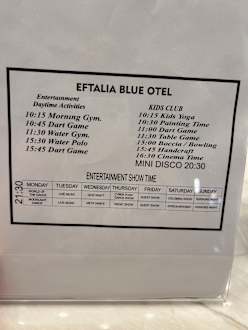 EFTALIA BLUE OTEL
Entertainment
Daytime Activities
10:15 Morning Gym.
10:45 Dart Game
11:30 Water Gym.
15:30 Water Polo
15:45 Dart Game
KIDS CLUB
10:15 Kids Yoga
10:30 Painting Time
11:00 Dart Game
11:30 Table Game
15:00 Boccia / Bowling
15:45 Handcraft
16:30 Cinema Time
MINI DISCO 20:30
ENTERTAINMENT SHOW TIME
21:30
MONDAY TUESDAY WEDNESDAY THURSDAY FRIDAY SATURDAY SUNDAY